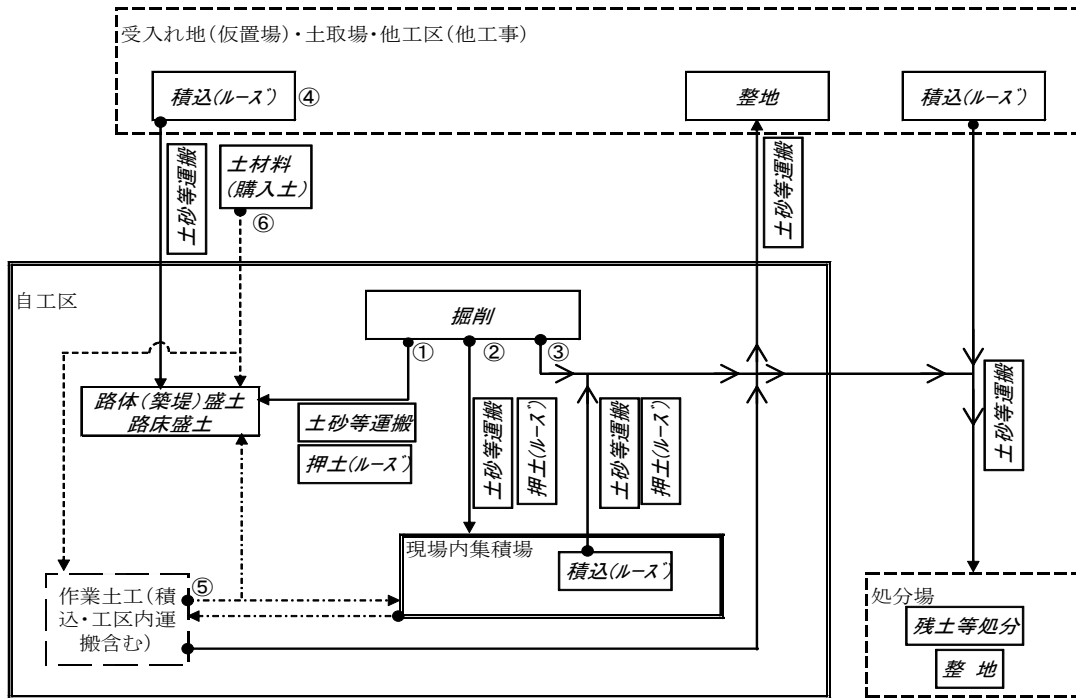 受入れ地(仮置場)・土取場・他工区(他工事)
積込(ﾙｰｽﾞ)
④
整地
積込(ﾙｰｽﾞ)
土砂等運搬
土材料
(購入土)
⑥
土砂等運搬
自工区
掘削
①
②
③
路体(築堤)盛土
路床盛土
土砂等運搬
押土(ﾙｰｽﾞ)
土砂等運搬
押土(ﾙｰｽﾞ)
土砂等運搬
押土(ﾙｰｽﾞ)
土砂等運搬
現場内集積場
積込(ﾙｰｽﾞ)
⑤
作業土工(積
込・工区内運
搬含む)
処分場
残土等処分
整 地